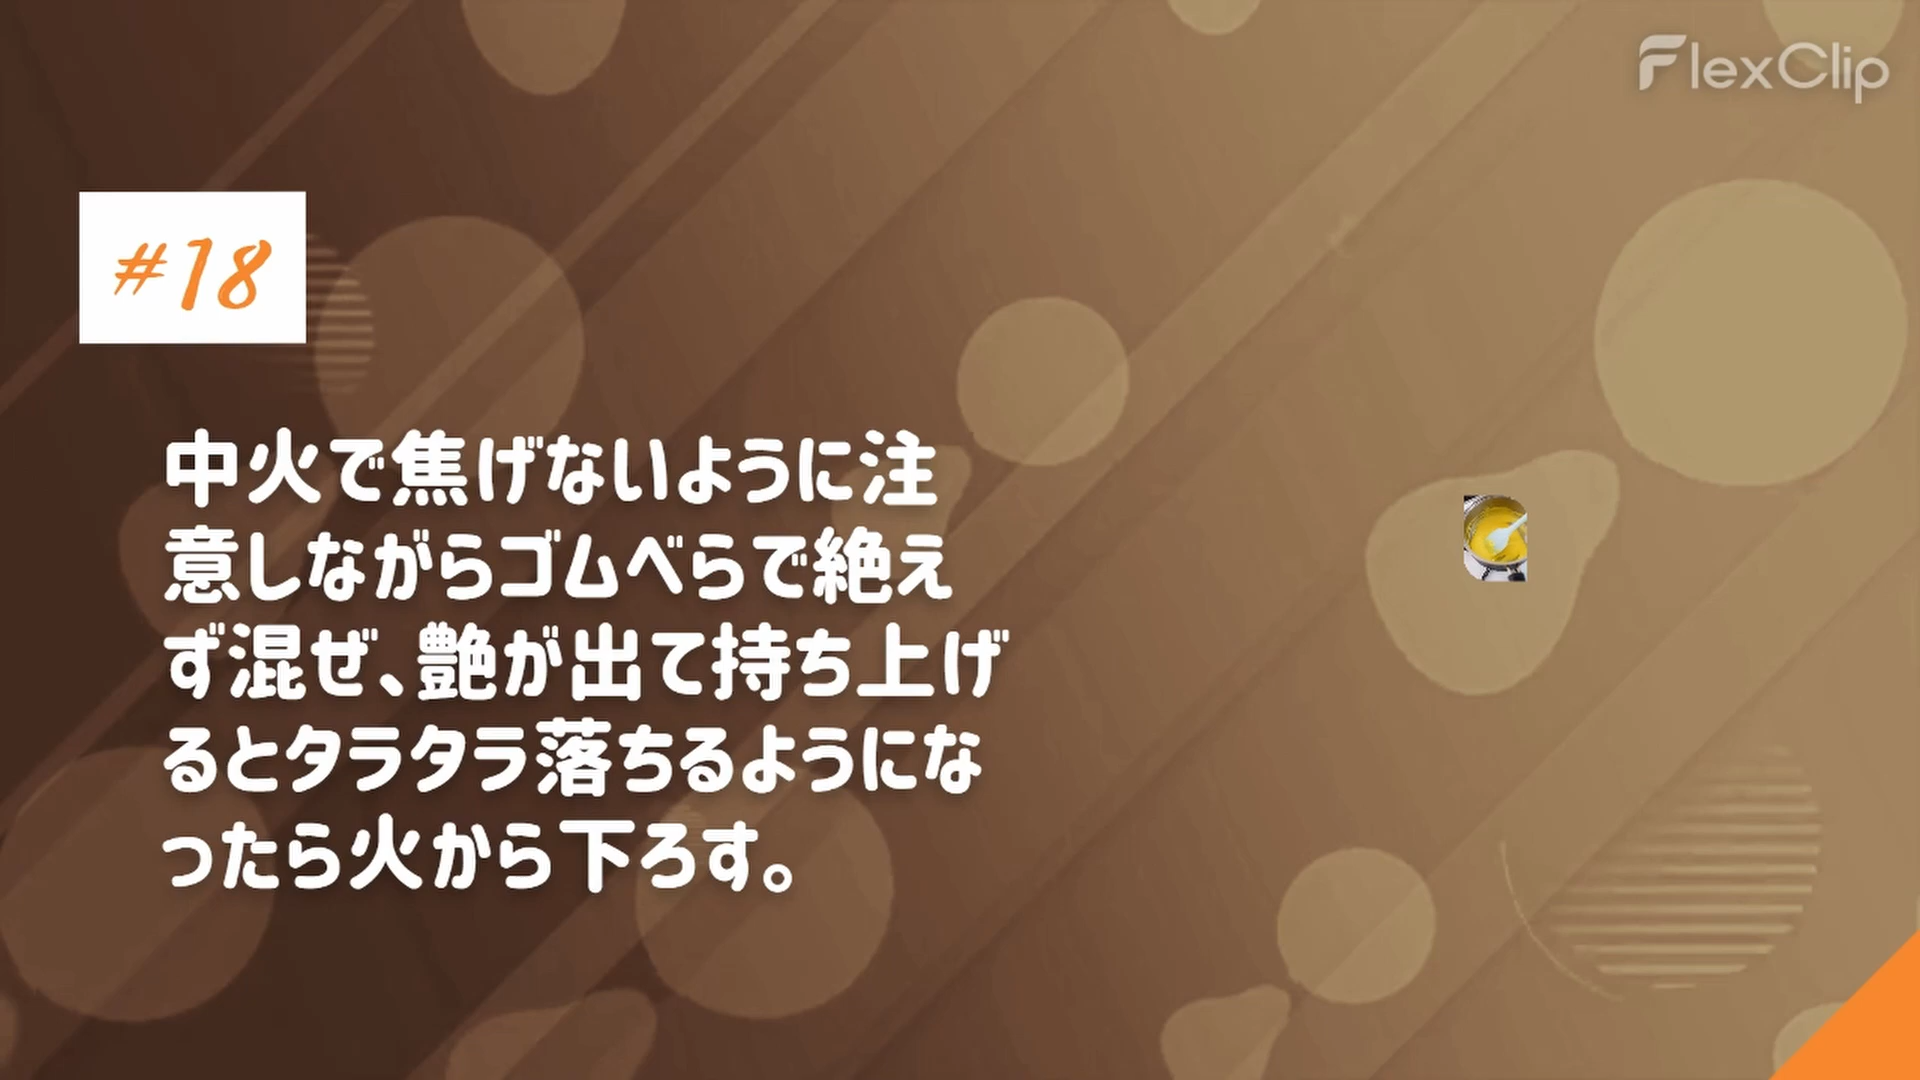 FlexClip
#18
中火で焦げないように注
意しながらゴムべらで絶え
ず混ぜ、艶が出て持ち上げ
るとタラタラ落ちるようにな
ったら火から下ろす。